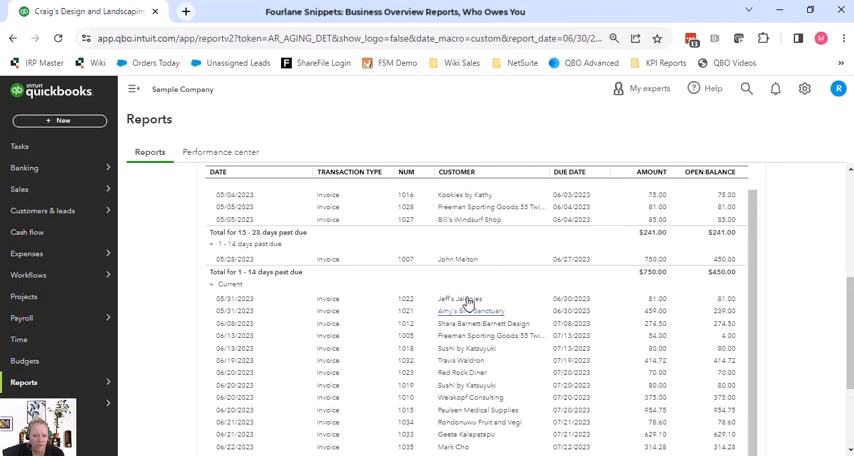 Craig's Design and Landscaping
Fourlane Snippets: Business Overview Reports, Who Owes You
app.qbo.intuit.com/app/reportv2?token=AR_AGING_DET&show_logo=false&date_macro=custom&report_date=06/30/2...
13
M
IRP Master
Wiki
Orders Today
Unassigned Leads
ShareFile Login
FSM Demo
Wiki Sales
NetSuite
QBO Advanced
KPI Reports
QBO Videos
»
intuit quickbooks.
Sample Company
My experts
Help
R
+ New
Reports
Tasks
Reports Performance center
Banking
Sales
Customers & leads
Cash flow
Expenses
Workflows
Projects
Payroll
Time
Budgets
Reports
DATE TRANSACTION TYPE NUM CUSTOMER DUE DATE AMOUNT OPEN BALANCE
05/04/2023 Invoice 1016 Kookies by Kathy 06/03/2023 75.00 75.00
05/05/2023 Invoice 1028 Freeman Sporting Goods:55 Twi... 06/04/2023 81.00 81.00
05/05/2023 Invoice 1027 Bill's Windsurf Shop 06/04/2023 85.00 85.00
Total for 15 - 28 days past due $241.00 $241.00
1 - 14 days past due
05/28/2023 Invoice 1007 John Melton 06/27/2023 750.00 450.00
Total for 1 - 14 days past due $750.00 $450.00
Current
05/31/2023 Invoice 1022 Jeff's Jalopies 06/30/2023 81.00 81.00
05/31/2023 Invoice 1021 Amy's Bird Sanctuary 06/30/2023 459.00 239.00
06/08/2023 Invoice 1012 Shara Barnett:Barnett Design 07/08/2023 274.50 274.50
06/13/2023 Invoice 1005 Freeman Sporting Goods:55 Twi... 07/13/2023 54.00 4.00
06/13/2023 Invoice 1018 Sushi by Katsuyuki 07/13/2023 80.00 80.00
06/19/2023 Invoice 1032 Travis Waldron 07/19/2023 414.72 414.72
06/20/2023 Invoice 1023 Red Rock Diner 07/20/2023 70.00 70.00
06/20/2023 Invoice 1019 Sushi by Katsuyuki 07/20/2023 80.00 80.00
06/20/2023 Invoice 1010 Weiskopf Consulting 07/20/2023 375.00 375.00
06/20/2023 Invoice 1015 Paulsen Medical Supplies 07/20/2023 954.75 954.75
06/21/2023 Invoice 1034 Rondonuwu Fruit and Vegi 07/21/2023 78.60 78.60
06/21/2023 Invoice 1033 Geeta Kalapatapu 07/21/2023 629.10 629.10
06/22/2023 Invoice 1035 Mark Cho 07/22/2023 314.28 314.28